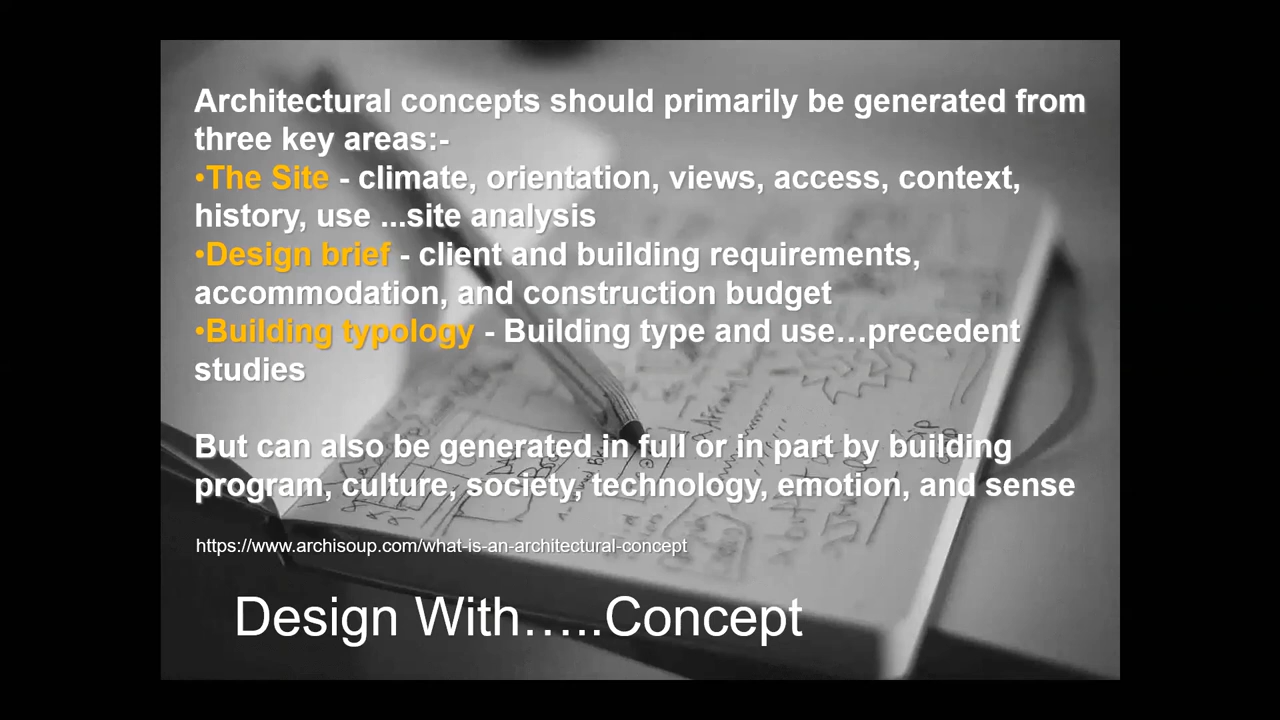 Architectural concepts should primarily be generated from
three key areas:-
•The Site - climate, orientation, views, access, context,
history, use ...site analysis
•Design brief - client and building requirements,
accommodation, and construction budget
•Building typology - Building type and use…precedent
studies
But can also be generated in full or in part by building
program, culture, society, technology, emotion, and sense
https://www.archisoup.com/what-is-an-architectural-concept
Design With…..Concept